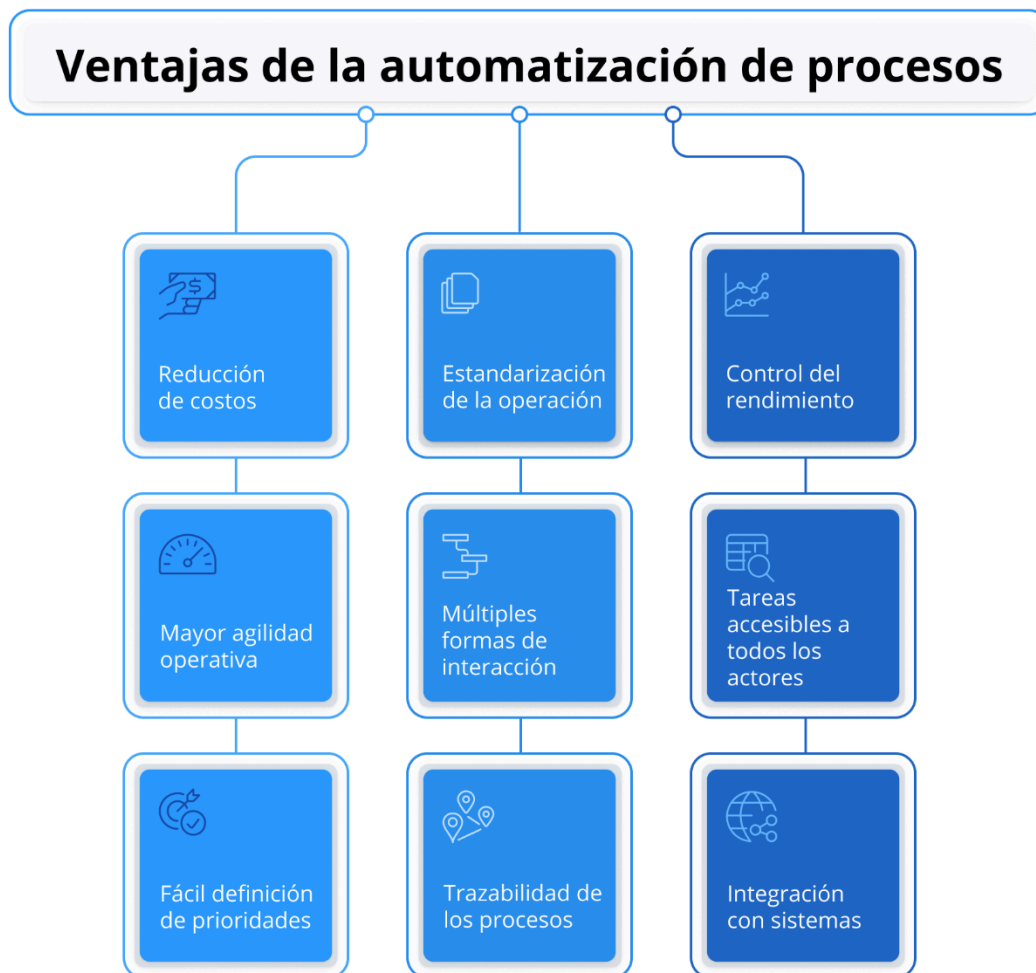 Ventajas de la automatización de procesos
$
Reducción
de costos
Estandarización
de la operación
Control del
rendimiento
Mayor agilidad
operativa
Múltiples
formas de
interacción
Tareas
accesibles a
todos los
actores
Fácil definición
de prioridades
Trazabilidad de
los procesos
Integración
con sistemas